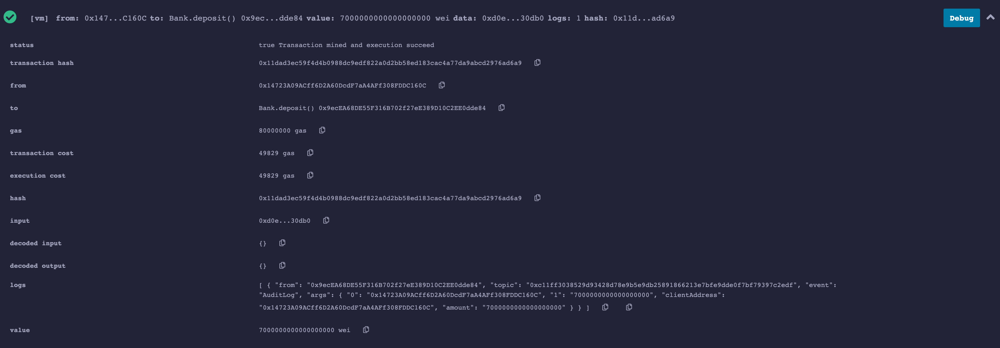 [vm] from: 0x147...C160C to: Bank.deposit() 0x9ec...dde84 value: 7000000000000000000 wei data: 0xd0e...30db0 logs: 1 hash: 0x11d...ad6a9 Debug
status true Transaction mined and execution succeed
transaction hash 0x11dad3ec59f4d4b0988dc9edf822a0d2bb58ed183cac4a77da9abcd2976ad6a9
from 0x14723A09ACff6D2A60DcdF7aA4AFf308FDDC160C
to Bank.deposit() 0x9ecEA68DE55F316B702f27eE389D10C2EE0dde84
gas 80000000 gas
transaction cost 49829 gas
execution cost 49829 gas
hash 0x11dad3ec59f4d4b0988dc9edf822a0d2bb58ed183cac4a77da9abcd2976ad6a9
input 0xd0e...30db0
decoded input {}
decoded output {}
logs [ { "from": "0x9ecEA68DE55F316B702f27eE389D10C2EE0dde84", "topic": "0xc11ff3038529d93428d78e9b5e9db25891866213e7bfe9dde0f7bf79397c2edf", "event":
"AuditLog", "args": { "0": "0x14723A09ACff6D2A60DcdF7aA4AFf308FDDC160C", "1": "7000000000000000000", "clientAddress":
"0x14723A09ACff6D2A60DcdF7aA4AFf308FDDC160C", "amount": "7000000000000000000" } } ]
value 7000000000000000000 wei